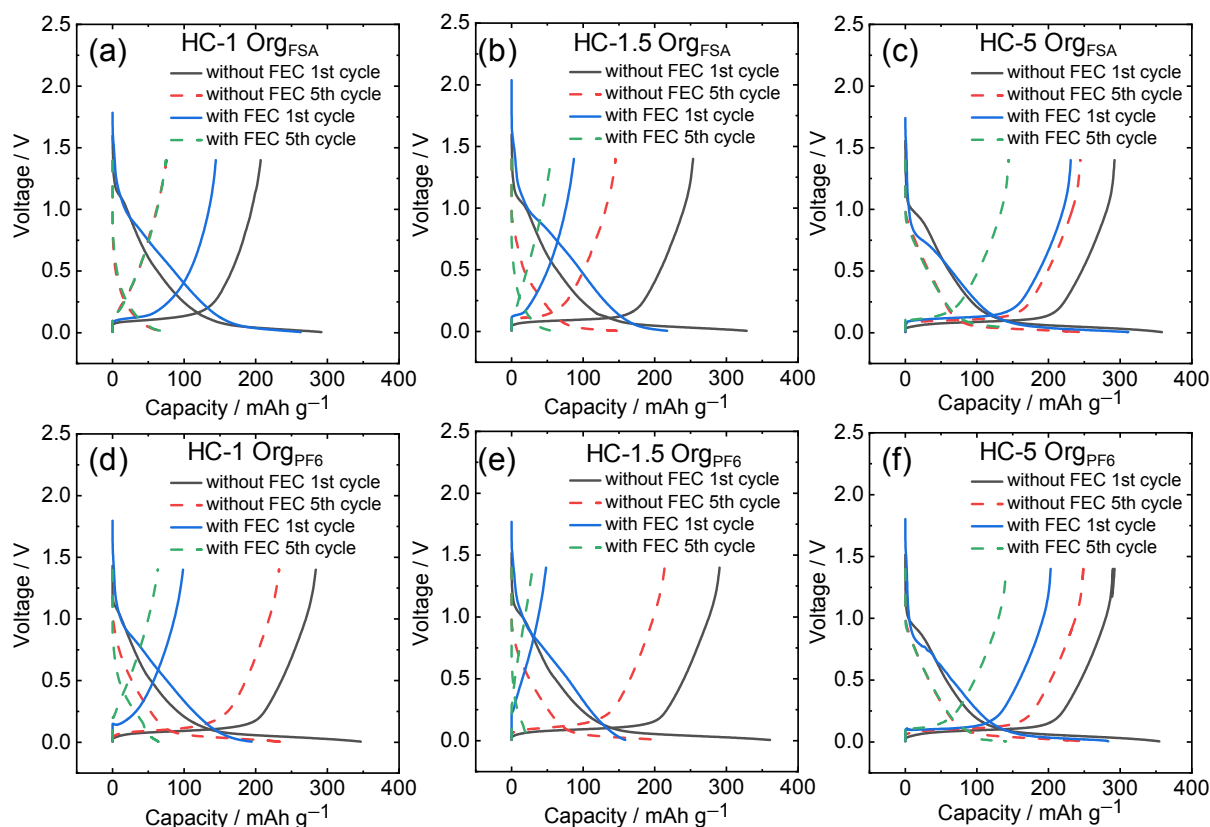 (a) HC-1 Org_FSA
without FEC 1st cycle
without FEC 5th cycle
with FEC 1st cycle
with FEC 5th cycle
Voltage / V
2.5
2.0
1.5
1.0
0.5
0.0
0 100 200 300 400
Capacity / mAh g⁻¹
(b) HC-1.5 Org_FSA
without FEC 1st cycle
without FEC 5th cycle
with FEC 1st cycle
with FEC 5th cycle
Voltage / V
2.5
2.0
1.5
1.0
0.5
0.0
0 100 200 300 400
Capacity / mAh g⁻¹
(c) HC-5 Org_FSA
without FEC 1st cycle
without FEC 5th cycle
with FEC 1st cycle
with FEC 5th cycle
Voltage / V
2.5
2.0
1.5
1.0
0.5
0.0
0 100 200 300 400
Capacity / mAh g⁻¹
(d) HC-1 Org_PF6
without FEC 1st cycle
without FEC 5th cycle
with FEC 1st cycle
with FEC 5th cycle
Voltage / V
2.5
2.0
1.5
1.0
0.5
0.0
0 100 200 300 400
Capacity / mAh g⁻¹
(e) HC-1.5 Org_PF6
without FEC 1st cycle
without FEC 5th cycle
with FEC 1st cycle
with FEC 5th cycle
Voltage / V
2.5
2.0
1.5
1.0
0.5
0.0
0 100 200 300 400
Capacity / mAh g⁻¹
(f) HC-5 Org_PF6
without FEC 1st cycle
without FEC 5th cycle
with FEC 1st cycle
with FEC 5th cycle
Voltage / V
2.5
2.0
1.5
1.0
0.5
0.0
0 100 200 300 400
Capacity / mAh g⁻¹